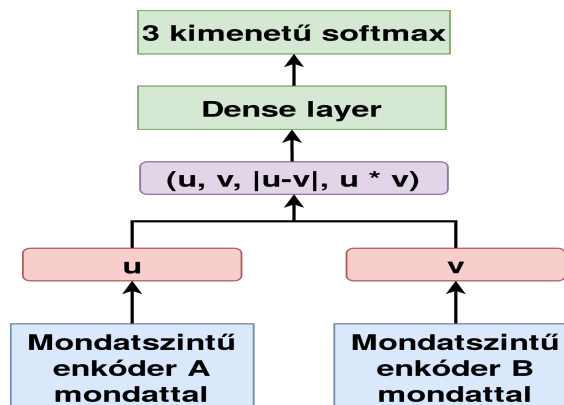 3 kimenetű softmax
Dense layer
(u, v, |u-v|, u * v)
u
v
Mondatszintű
enkóder A
mondattal
Mondatszintű
enkóder B
mondattal